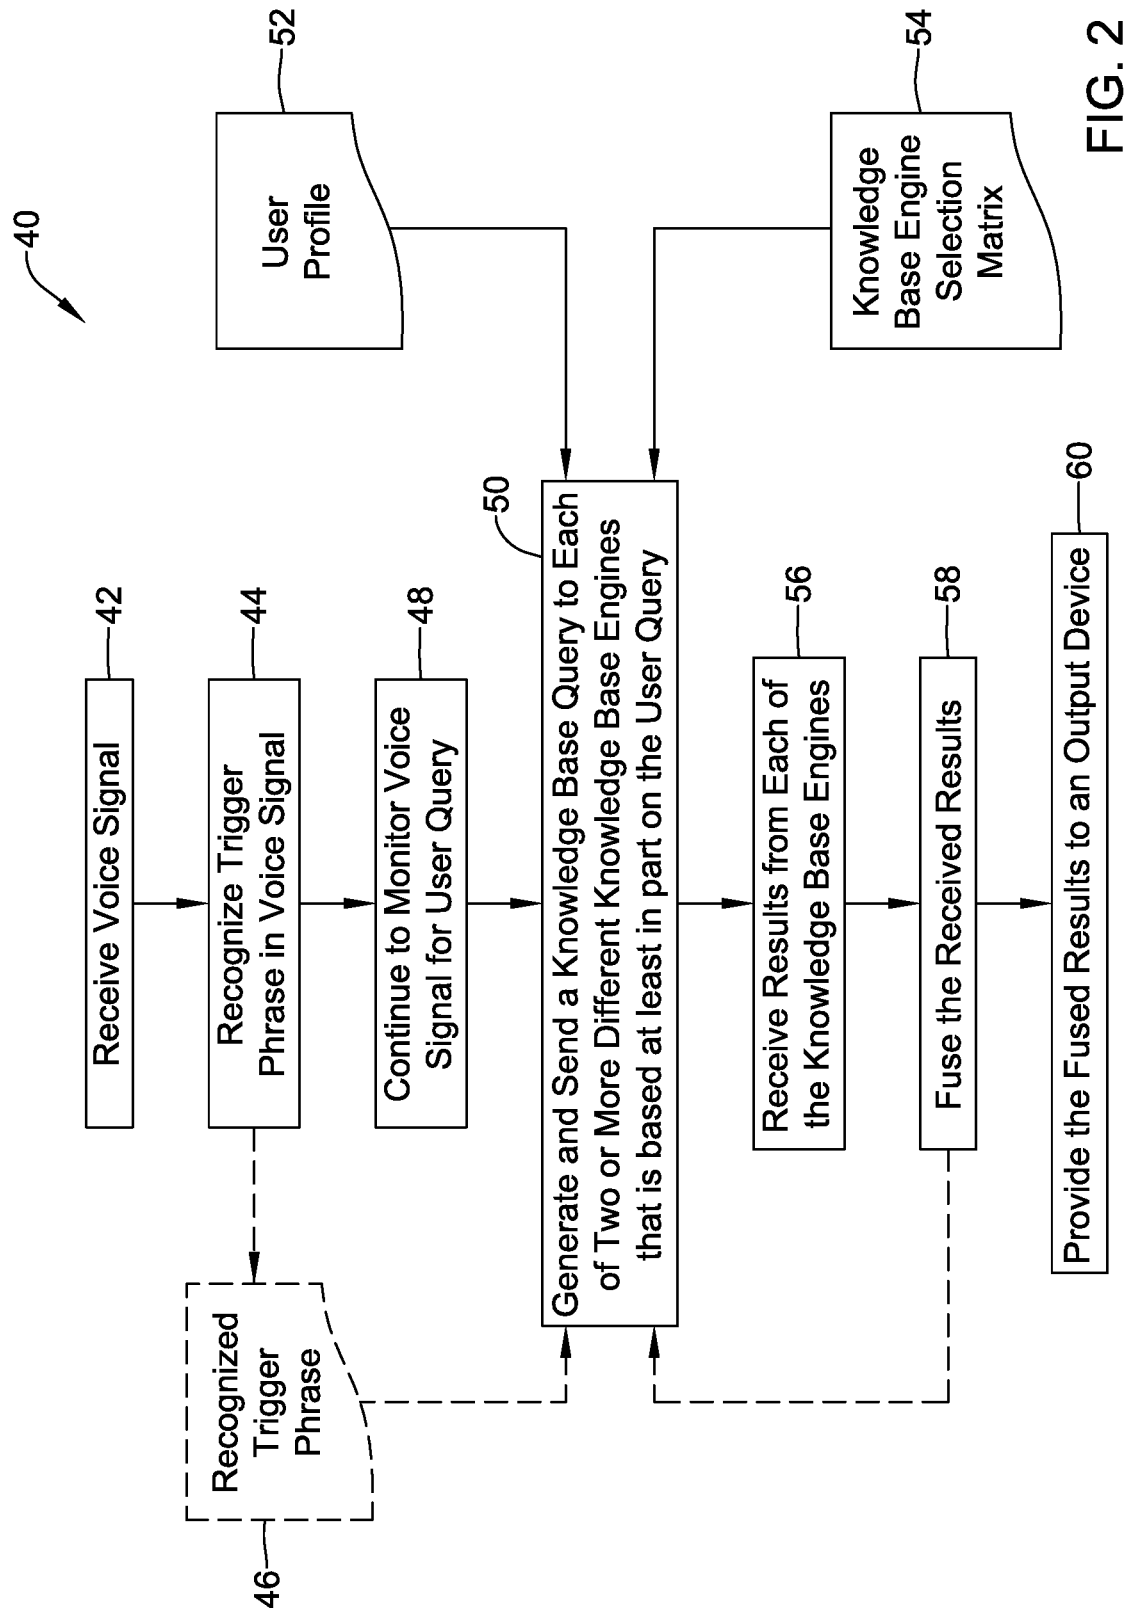 40
42
Receive Voice Signal
44
Recognize Trigger
Phrase in Voice Signal
46
Recognized
Trigger
Phrase
48
Continue to Monitor Voice
Signal for User Query
50
Generate and Send a Knowledge Base Query to Each
of Two or More Different Knowledge Base Engines
that is based at least in part on the User Query
52
User
Profile
54
Knowledge
Base Engine
Selection
Matrix
56
Receive Results from Each of
the Knowledge Base Engines
58
Fuse the Received Results
60
Provide the Fused Results to an Output Device
FIG. 2